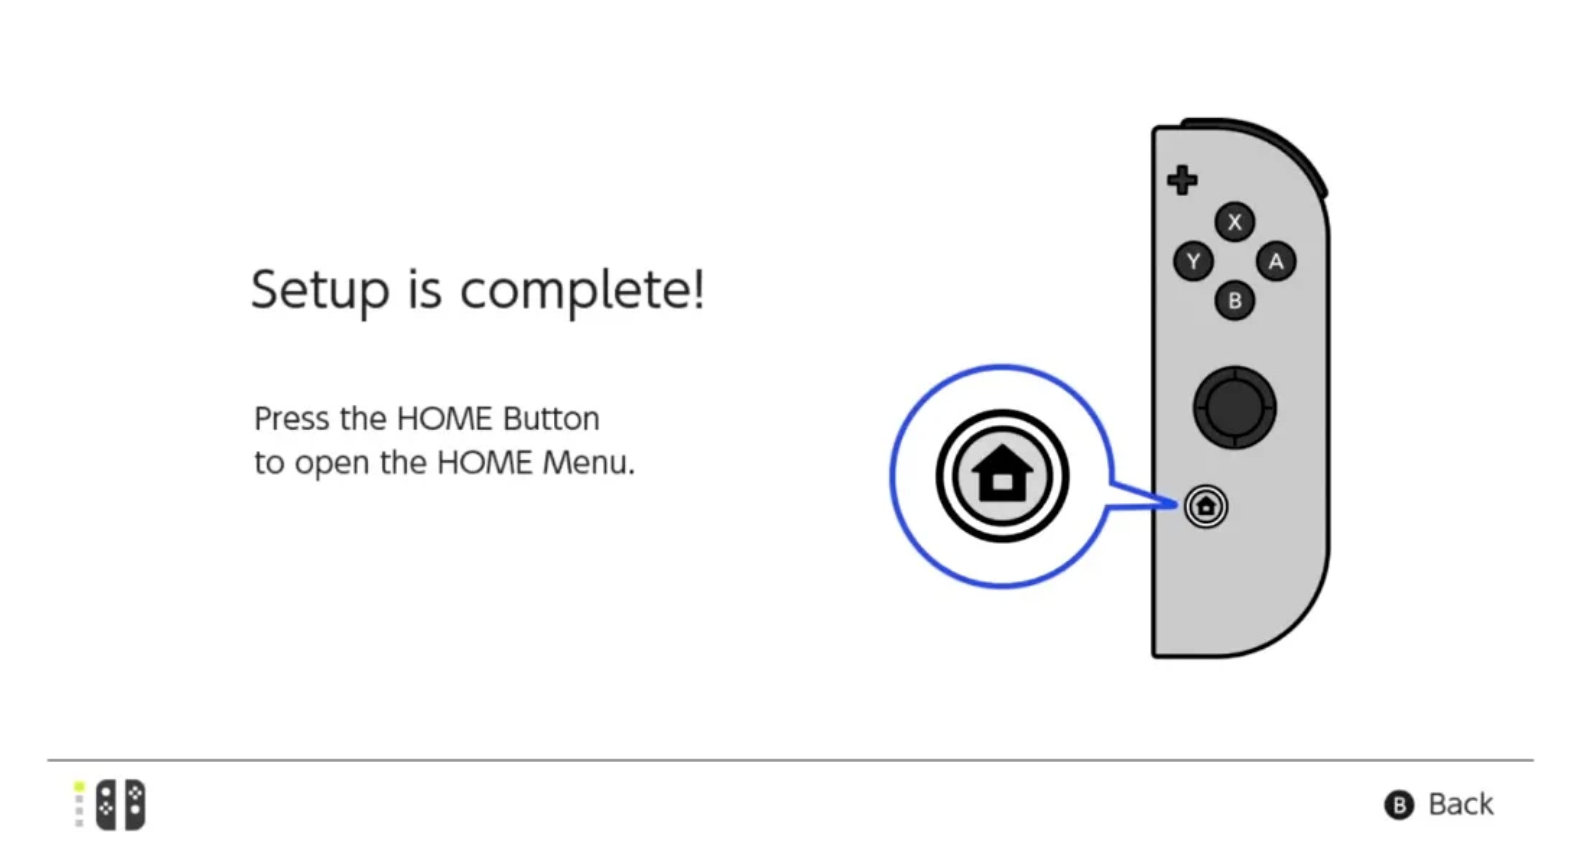 Setup is complete!
Press the HOME Button
to open the HOME Menu.
X
Y
A
B
B Back